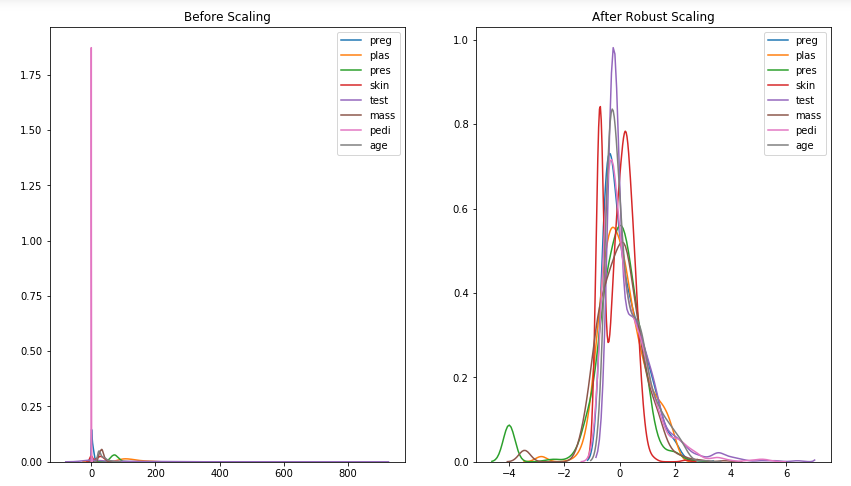 Before Scaling
1.75
1.50
1.25
1.00
0.75
0.50
0.25
0.00
0
200
400
600
800
preg
plas
pres
skin
test
mass
pedi
age
After Robust Scaling
1.0
0.8
0.6
0.4
0.2
0.0
−4
−2
0
2
4
6
preg
plas
pres
skin
test
mass
pedi
age